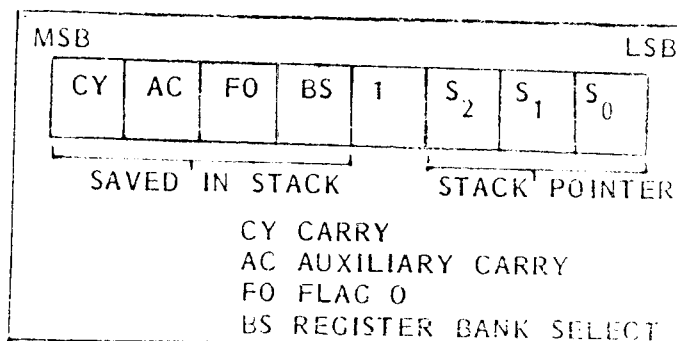 MSB LSB
CY AC F0 BS 1 S2 S1 S0
SAVED IN STACK STACK POINTER
CY CARRY
AC AUXILIARY CARRY
F0 FLAG 0
BS REGISTER BANK SELECT